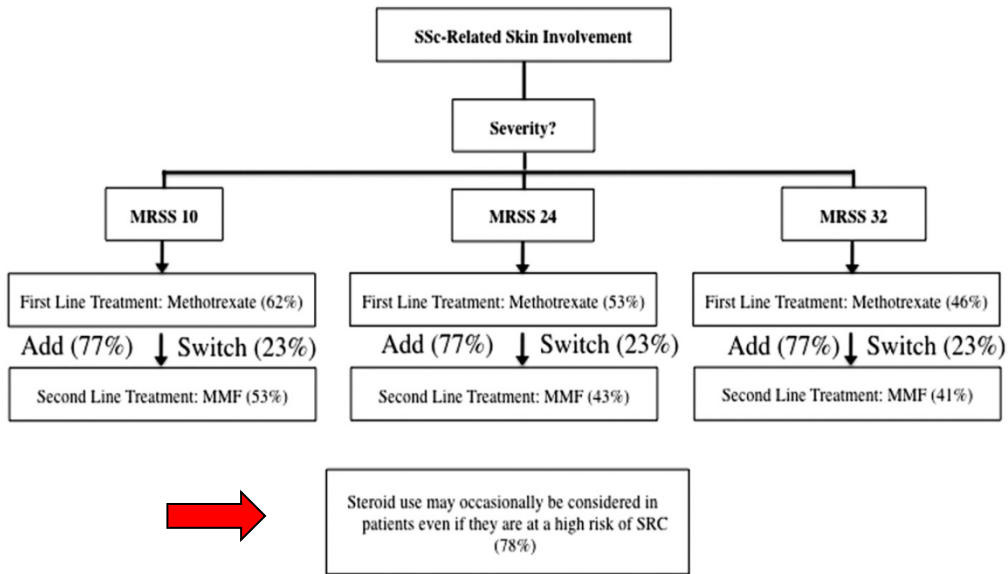 SSc-Related Skin Involvement
Severity?
MRSS 10
MRSS 24
MRSS 32
First Line Treatment: Methotrexate (62%)
First Line Treatment: Methotrexate (53%)
First Line Treatment: Methotrexate (46%)
Add (77%) Switch (23%)
Add (77%) Switch (23%)
Add (77%) Switch (23%)
Second Line Treatment: MMF (53%)
Second Line Treatment: MMF (43%)
Second Line Treatment: MMF (41%)
Steroid use may occasionally be considered in
patients even if they are at a high risk of SRC
(78%)